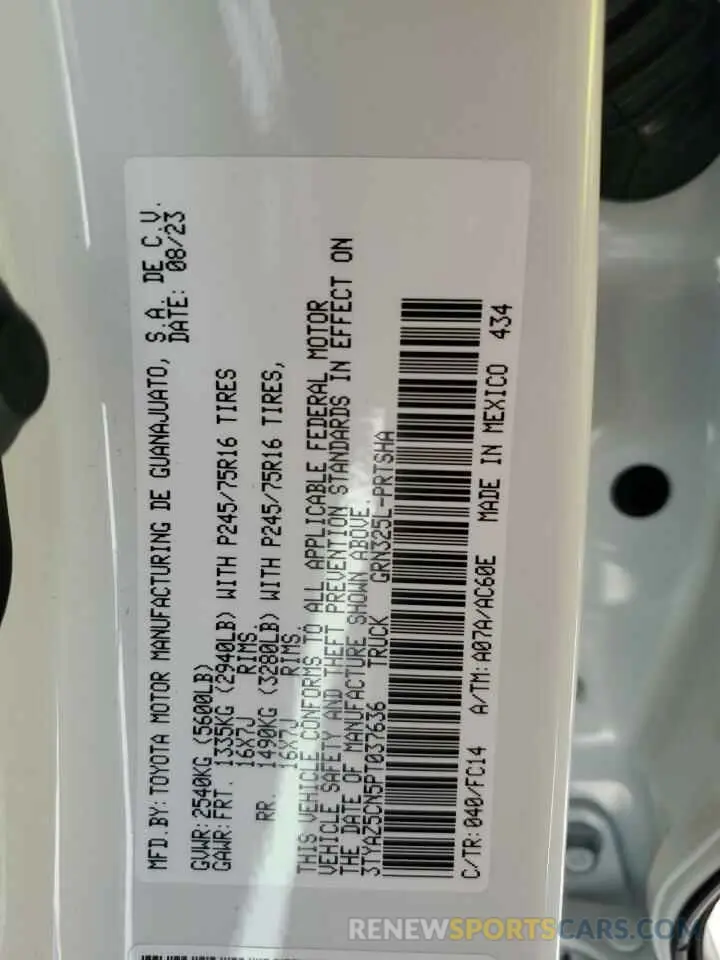 MFD.BY: TOYOTA MOTOR MANUFACTURING DE GUANAJUATO, S.A. DE C.V.
DATE: 08/23
GVWR: 2540KG (5600LB)
GAWR: FRT. 1335KG (2940LB) WITH P245/75R16 TIRES
16X7J RIMS.
RR. 1490KG (3280LB) WITH P245/75R16 TIRES,
16X7J RIMS
THIS VEHICLE CONFORMS TO ALL APPLICABLE FEDERAL MOTOR
VEHICLE SAFETY AND THEFT PREVENTION STANDARDS IN EFFECT ON
THE DATE OF MANUFACTURE SHOWN ABOVE.
3TYAZ5CN5PT037636 TRUCK GRN325L-PRTSHA
C/TR: 040/FC14 A/TM: A07A/AC60E MADE IN MEXICO 434
RENEWSPORTSCARS.COM